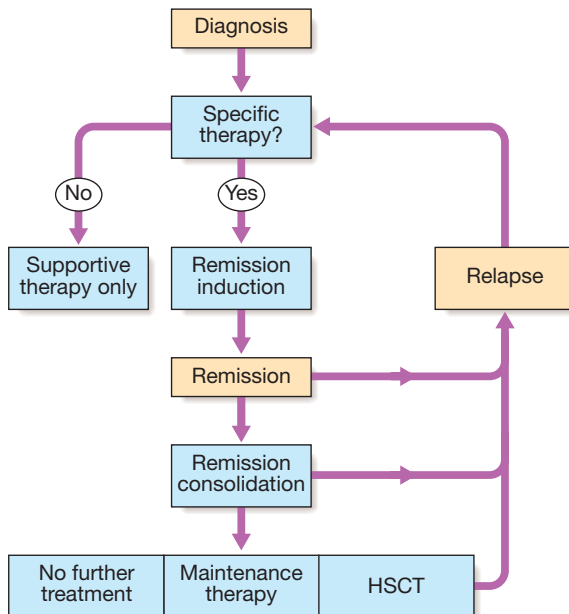 Diagnosis
Specific
therapy?
No
Yes
Supportive
therapy only
Remission
induction
Relapse
Remission
Remission
consolidation
No further
treatment
Maintenance
therapy
HSCT